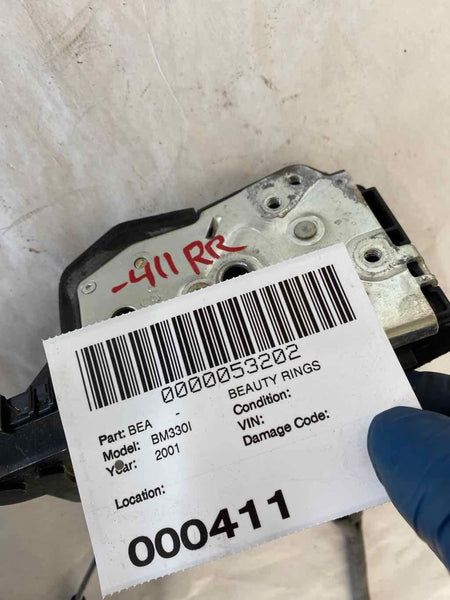 -411 RR
0000053202
Part: BEA - BEAUTY RINGS
Model: BM330I Condition:
Year: 2001 VIN:
Damage Code:
Location:
000411